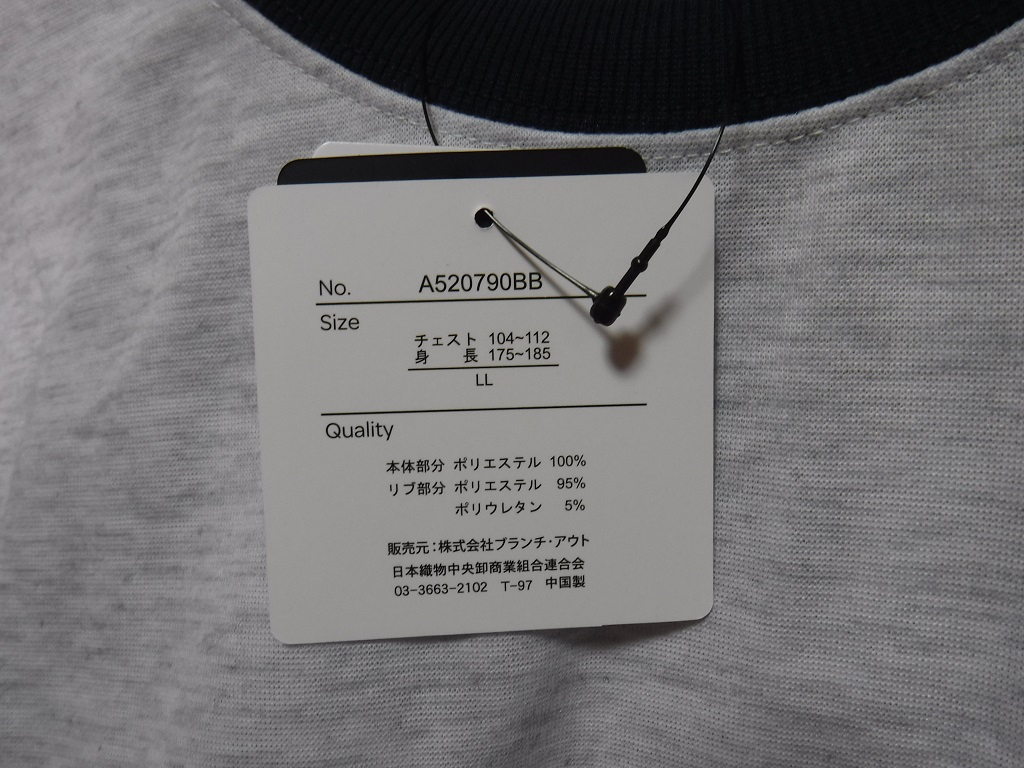 No. A520790BB
Size
チェスト 104~112
身 長 175~185
LL
Quality
本体部分 ポリエステル 100%
リブ部分 ポリエステル 95%
ポリウレタン 5%
販売元:株式会社ブランチ・アウト
日本織物中央卸商業組合連合会
03-3663-2102 T-97 中国製